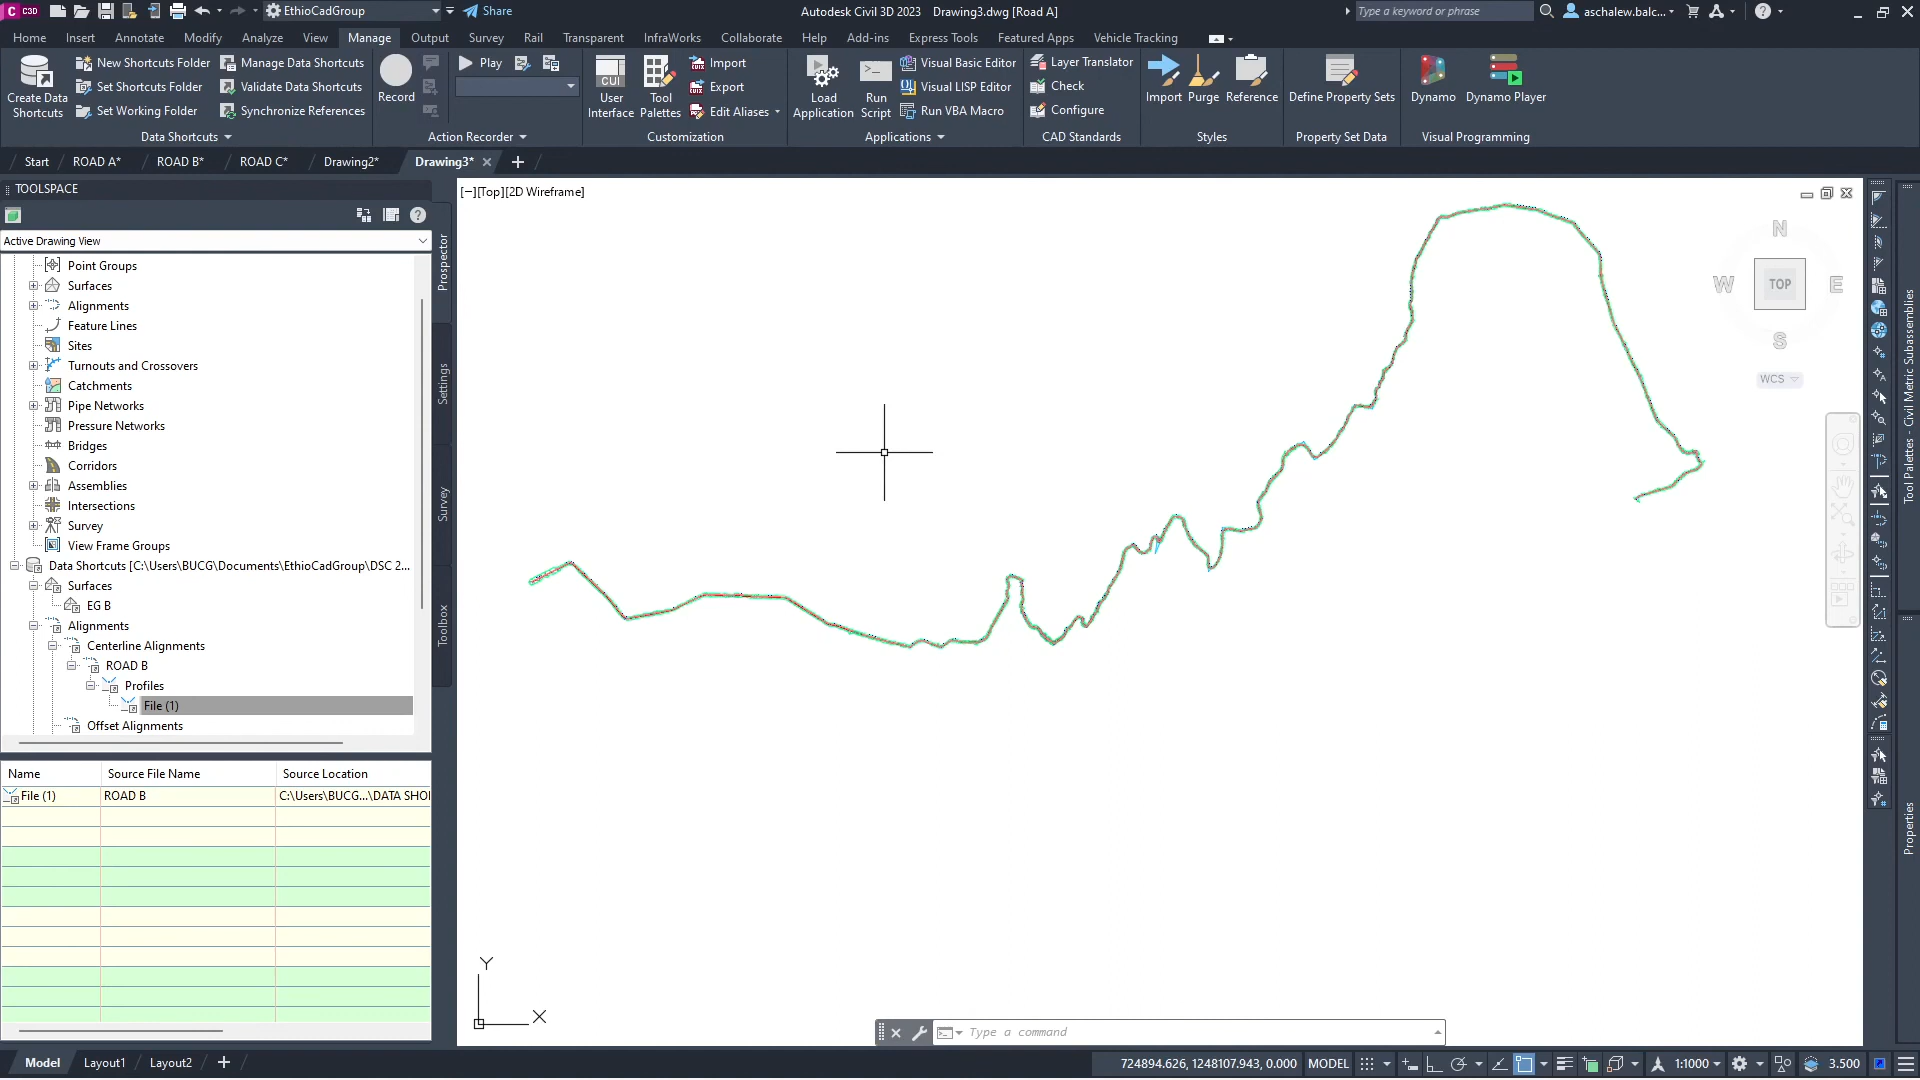 C3D EthioCadGroup Share Autodesk Civil 3D 2023 Drawing3.dwg [Road A] Type a keyword or phrase aschalew.balc...
Home Insert Annotate Modify Analyze View Manage Output Survey Rail Transparent InfraWorks Collaborate Help Add-ins Express Tools Featured Apps Vehicle Tracking
New Shortcuts Folder Manage Data Shortcuts Play Import Visual Basic Editor Layer Translator
Set Shortcuts Folder Validate Data Shortcuts Export Visual LISP Editor Check
Create Data Shortcuts Record User Interface Tool Palettes Load Application Run Script Import Purge Reference Define Property Sets Dynamo Dynamo Player
Set Working Folder Synchronize References Edit Aliases Run VBA Macro Configure
Data Shortcuts Action Recorder Customization Applications CAD Standards Styles Property Set Data Visual Programming
Start ROAD A* ROAD B* ROAD C* Drawing2* Drawing3*
TOOLSPACE
[−][Top][2D Wireframe]
Active Drawing View
Point Groups
Surfaces
Alignments
Feature Lines
Sites
Turnouts and Crossovers
Catchments
Pipe Networks
Pressure Networks
Bridges
Corridors
Assemblies
Intersections
Survey
View Frame Groups
Data Shortcuts [C:\Users\BUCG\Documents\EthioCadGroup\DSC 2...
Surfaces
EG B
Alignments
Centerline Alignments
ROAD B
Profiles
File (1)
Offset Alignments
Prospector
Settings
Survey
Toolbox
Name Source File Name Source Location
File (1) ROAD B C:\Users\BUCG...\DATA SHO
N
W TOP E
S
WCS
Tool Palettes - Civil Metric Subassemblies
Properties
Y
X
Type a command
Model Layout1 Layout2 724894.626, 1248107.943, 0.000 MODEL 1:1000 3.500